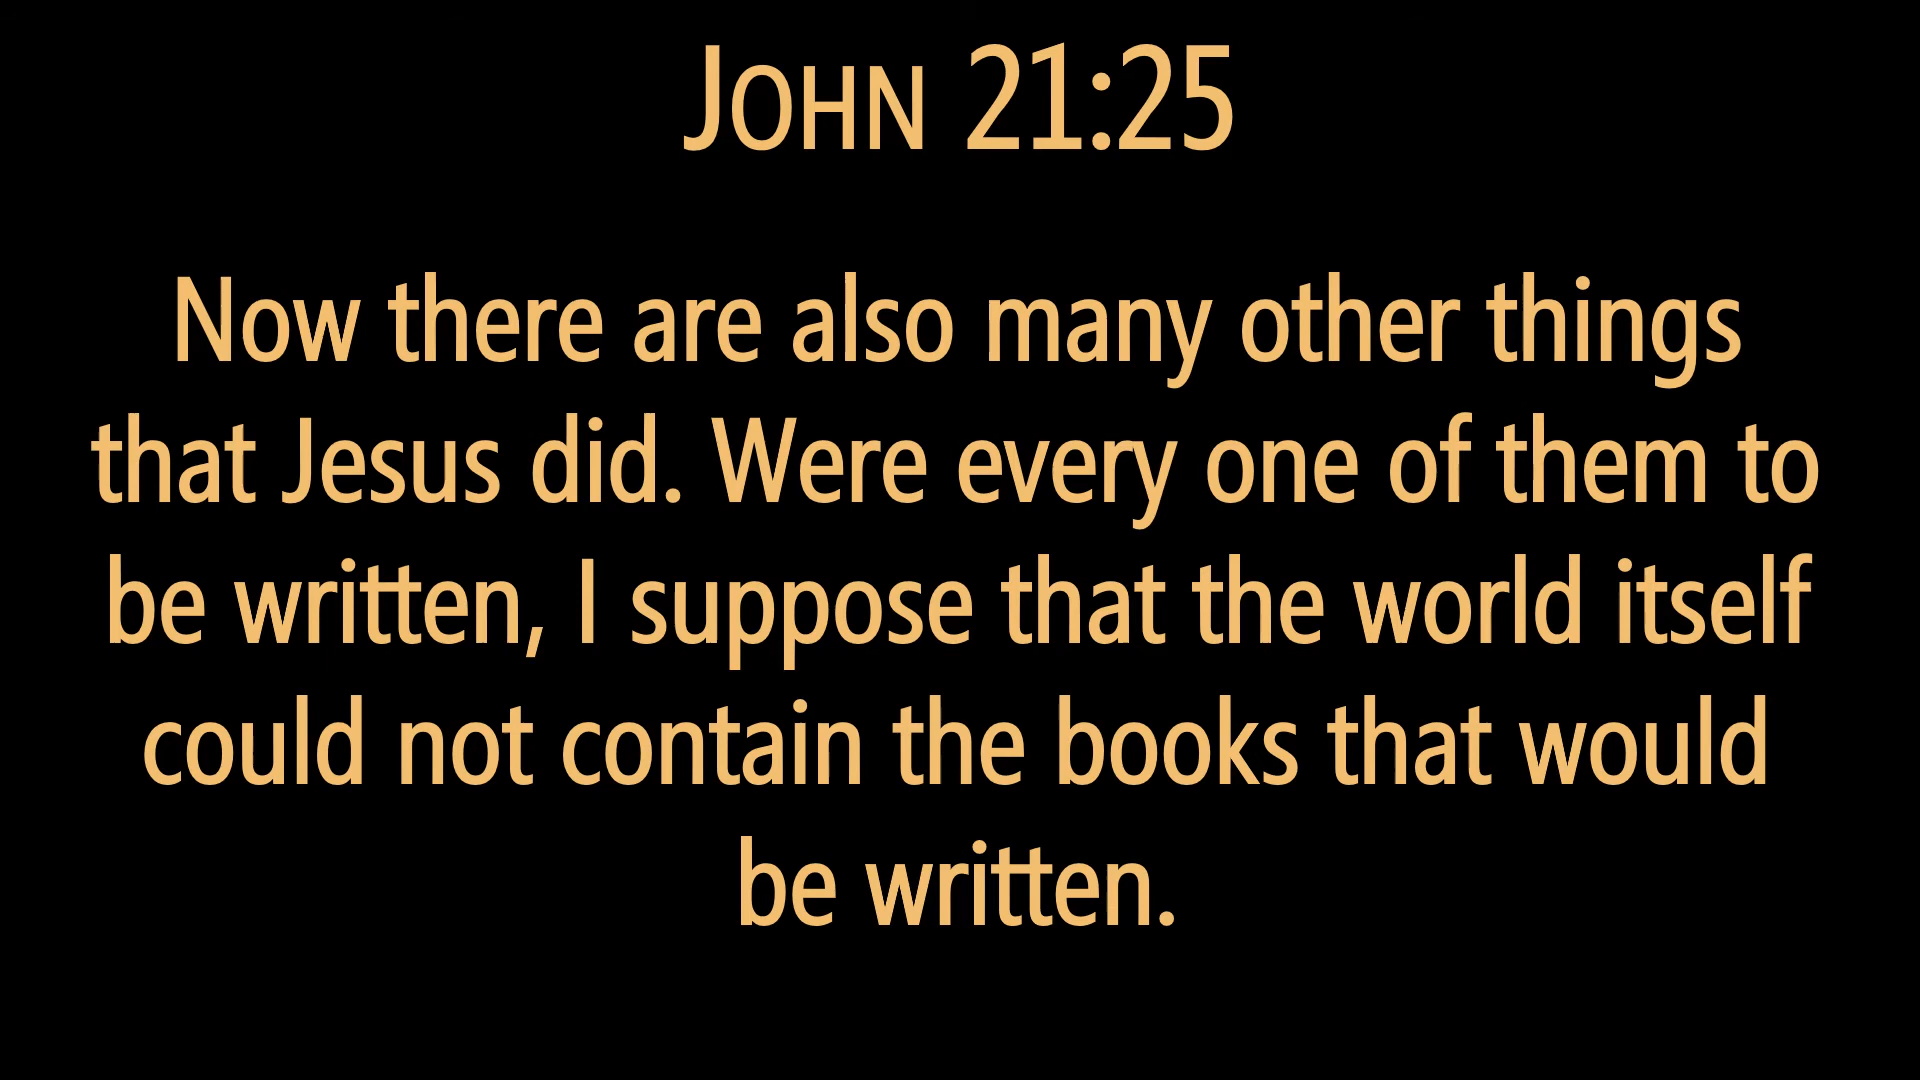 John 21:25
Now there are also many other things
that Jesus did. Were every one of them to
be written, I suppose that the world itself
could not contain the books that would
be written.